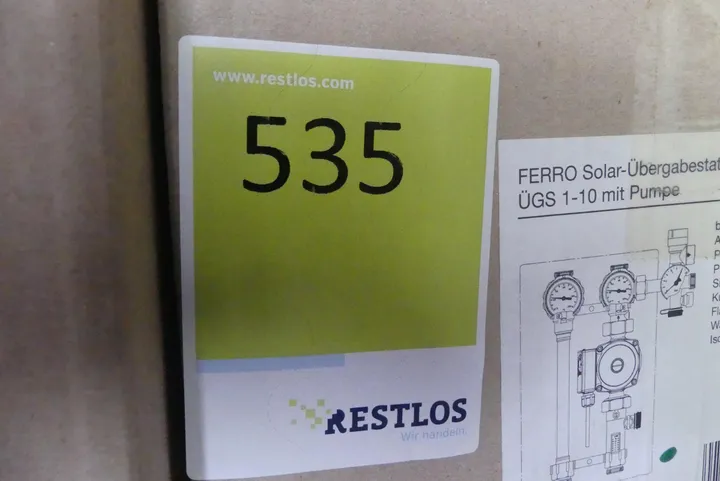 www.restlos.com
535
RESTLOS
Wir handeln.
FERRO Solar-Übergabestat
ÜGS 1-10 mit Pumpe